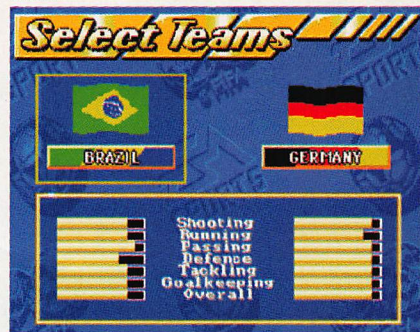 Select Teams
BRAZIL
GERMANY
Shooting
Running
Passing
Defence
Tackling
Goalkeeping
Overall